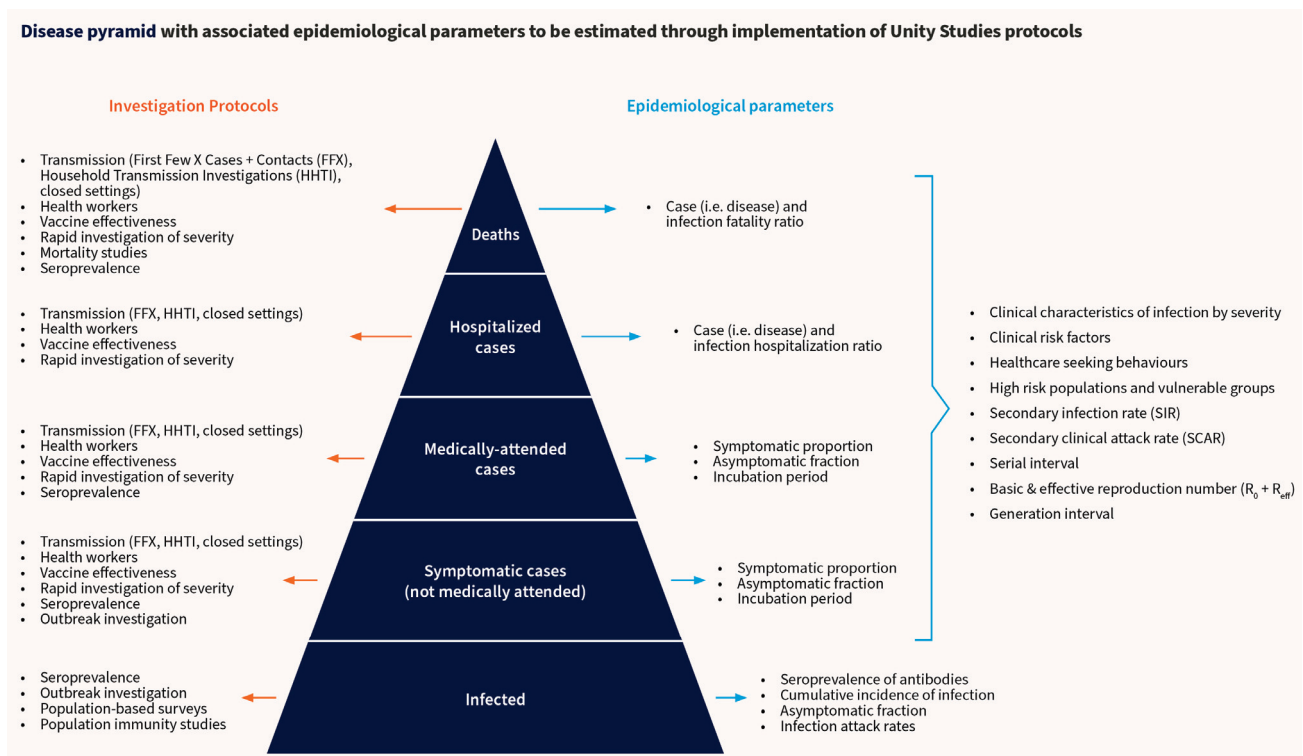 Disease pyramid with associated epidemiological parameters to be estimated through implementation of Unity Studies protocols
Investigation Protocols
Epidemiological parameters
• Transmission (First Few X Cases + Contacts (FFX),
Household Transmission Investigations (HHTI),
closed settings)
• Health workers
• Vaccine effectiveness
• Rapid investigation of severity
• Mortality studies
• Seroprevalence
Deaths
• Case (i.e. disease) and
infection fatality ratio
• Transmission (FFX, HHTI, closed settings)
• Health workers
• Vaccine effectiveness
• Rapid investigation of severity
Hospitalized
cases
• Case (i.e. disease) and
infection hospitalization ratio
• Transmission (FFX, HHTI, closed settings)
• Health workers
• Vaccine effectiveness
• Rapid investigation of severity
• Seroprevalence
Medically-attended
cases
• Symptomatic proportion
• Asymptomatic fraction
• Incubation period
• Transmission (FFX, HHTI, closed settings)
• Health workers
• Vaccine effectiveness
• Rapid investigation of severity
• Seroprevalence
• Outbreak investigation
Symptomatic cases
(not medically attended)
• Symptomatic proportion
• Asymptomatic fraction
• Incubation period
• Seroprevalence
• Outbreak investigation
• Population-based surveys
• Population immunity studies
Infected
• Seroprevalence of antibodies
• Cumulative incidence of infection
• Asymptomatic fraction
• Infection attack rates
• Clinical characteristics of infection by severity
• Clinical risk factors
• Healthcare seeking behaviours
• High risk populations and vulnerable groups
• Secondary infection rate (SIR)
• Secondary clinical attack rate (SCAR)
• Serial interval
• Basic & effective reproduction number (R0 + Reff)
• Generation interval